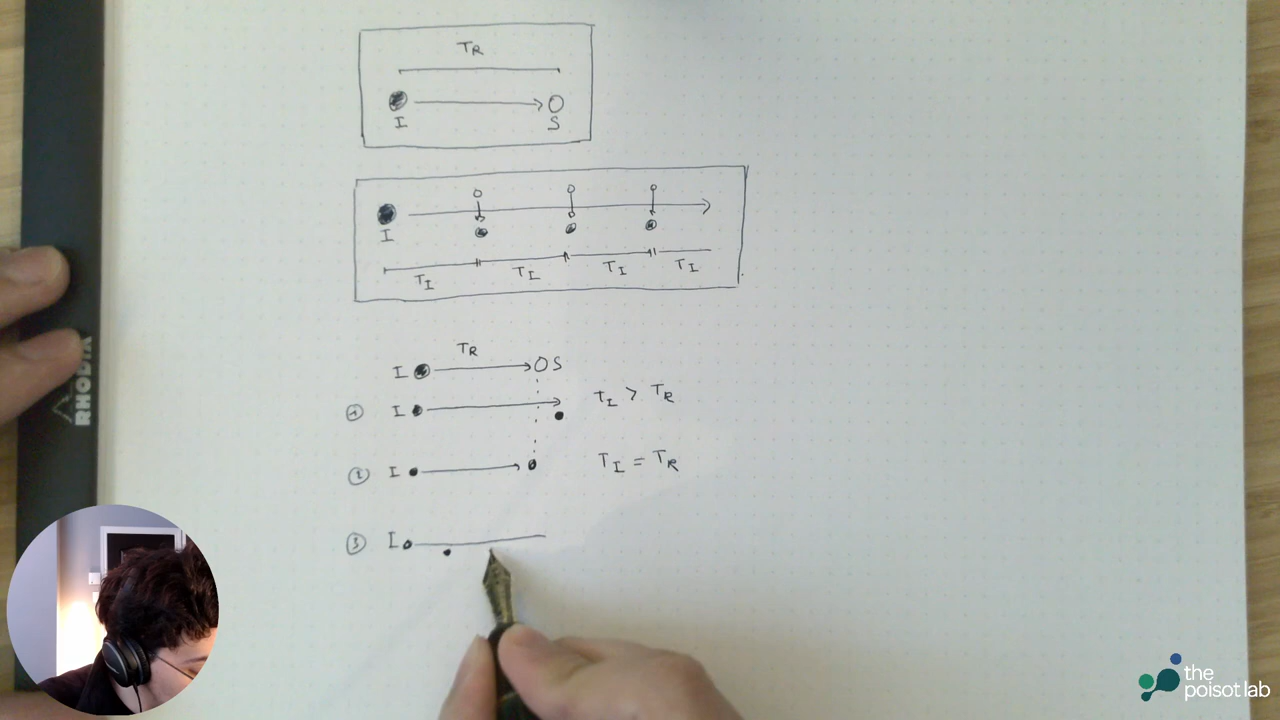 TR
I S
I
TI TI TI TI
TR
I S
① I TI > TR
② I TI = TR
③ I
RHODIA
the
poisot lab